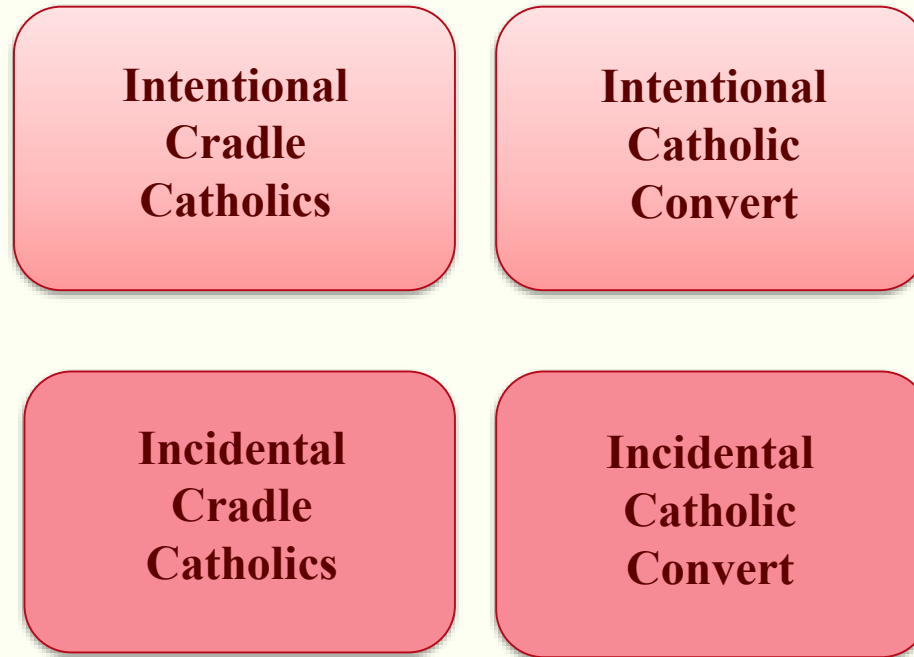 Intentional
Cradle
Catholics
Intentional
Catholic
Convert
Incidental
Cradle
Catholics
Incidental
Catholic
Convert